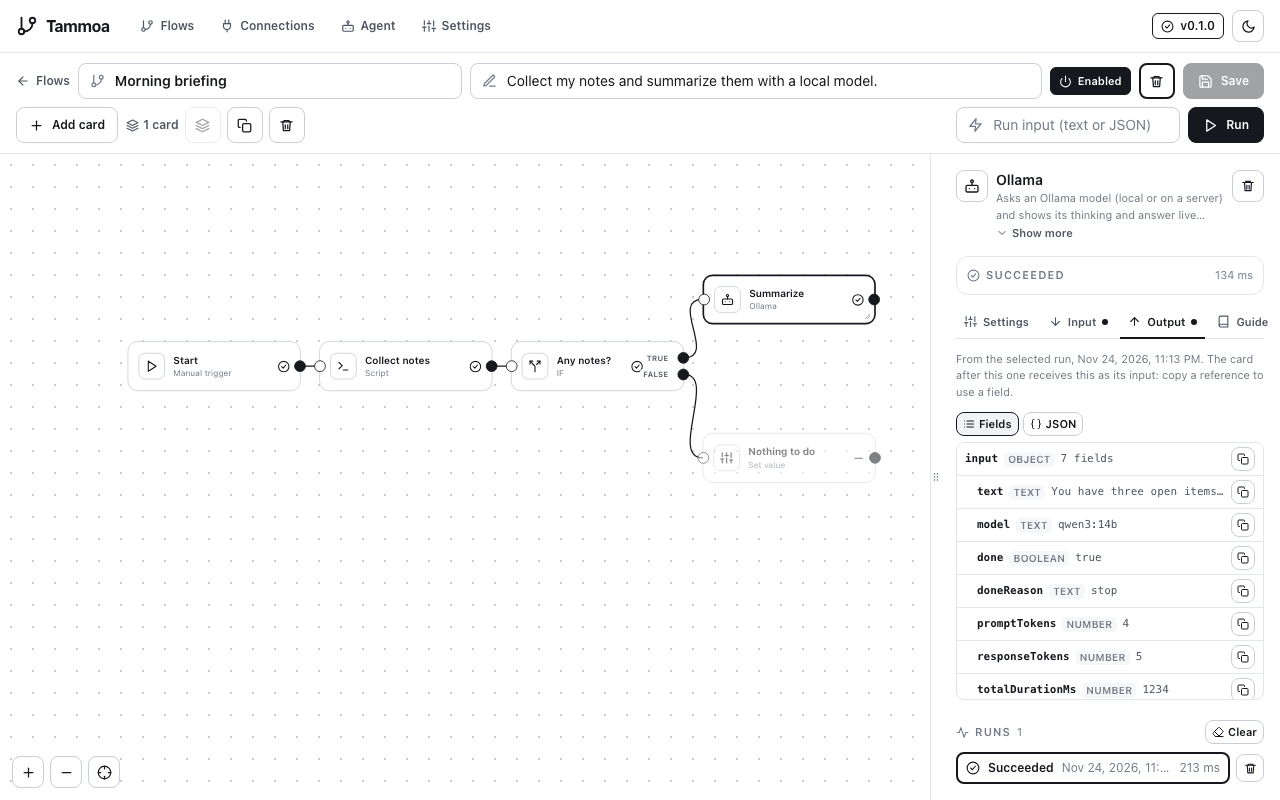 Tammoa
Flows
Connections
Agent
Settings
v0.1.0
Flows
Morning briefing
Collect my notes and summarize them with a local model.
Enabled
Save
Add card
1 card
Run input (text or JSON)
Run
Start
Manual trigger
Collect notes
Script
Any notes?
IF
TRUE
FALSE
Summarize
Ollama
Nothing to do
Set value
Ollama
Asks an Ollama model (local or on a server)
and shows its thinking and answer live...
Show more
SUCCEEDED
134 ms
Settings
Input
Output
Guide
From the selected run, Nov 24, 2026, 11:13 PM. The card
after this one receives this as its input: copy a reference to
use a field.
Fields
{} JSON
input OBJECT 7 fields
text TEXT You have three open items…
model TEXT qwen3:14b
done BOOLEAN true
doneReason TEXT stop
promptTokens NUMBER 4
responseTokens NUMBER 5
totalDurationMs NUMBER 1234
RUNS 1
Clear
Succeeded Nov 24, 2026, 11:... 213 ms